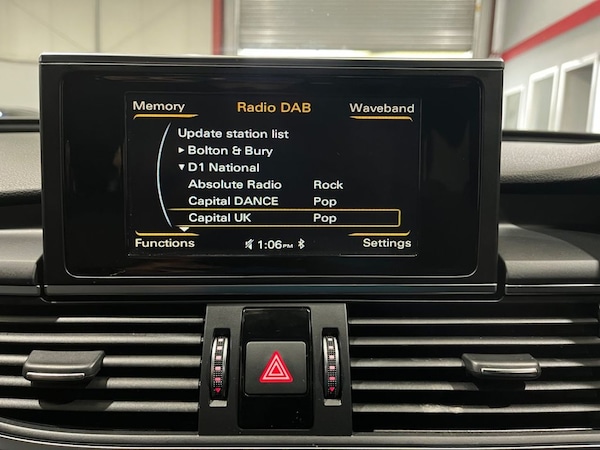 Memory Radio DAB Waveband
Update station list
Bolton & Bury
D1 National
Absolute Radio Rock
Capital DANCE Pop
Capital UK Pop
Functions 1:06PM Settings